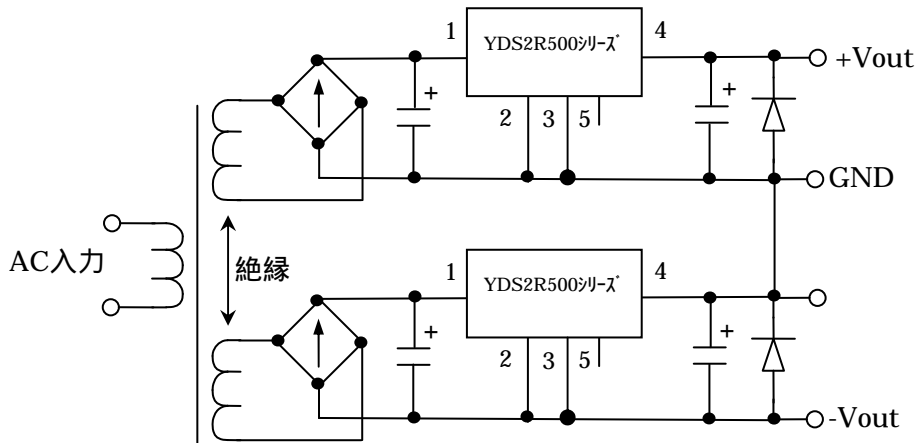 1
YDS2R500ｼﾘｰｽﾞ
4
+Vout
+
+
2
3
5
GND
AC入力
絶縁
1
YDS2R500ｼﾘｰｽﾞ
4
+
+
2
3
5
-Vout